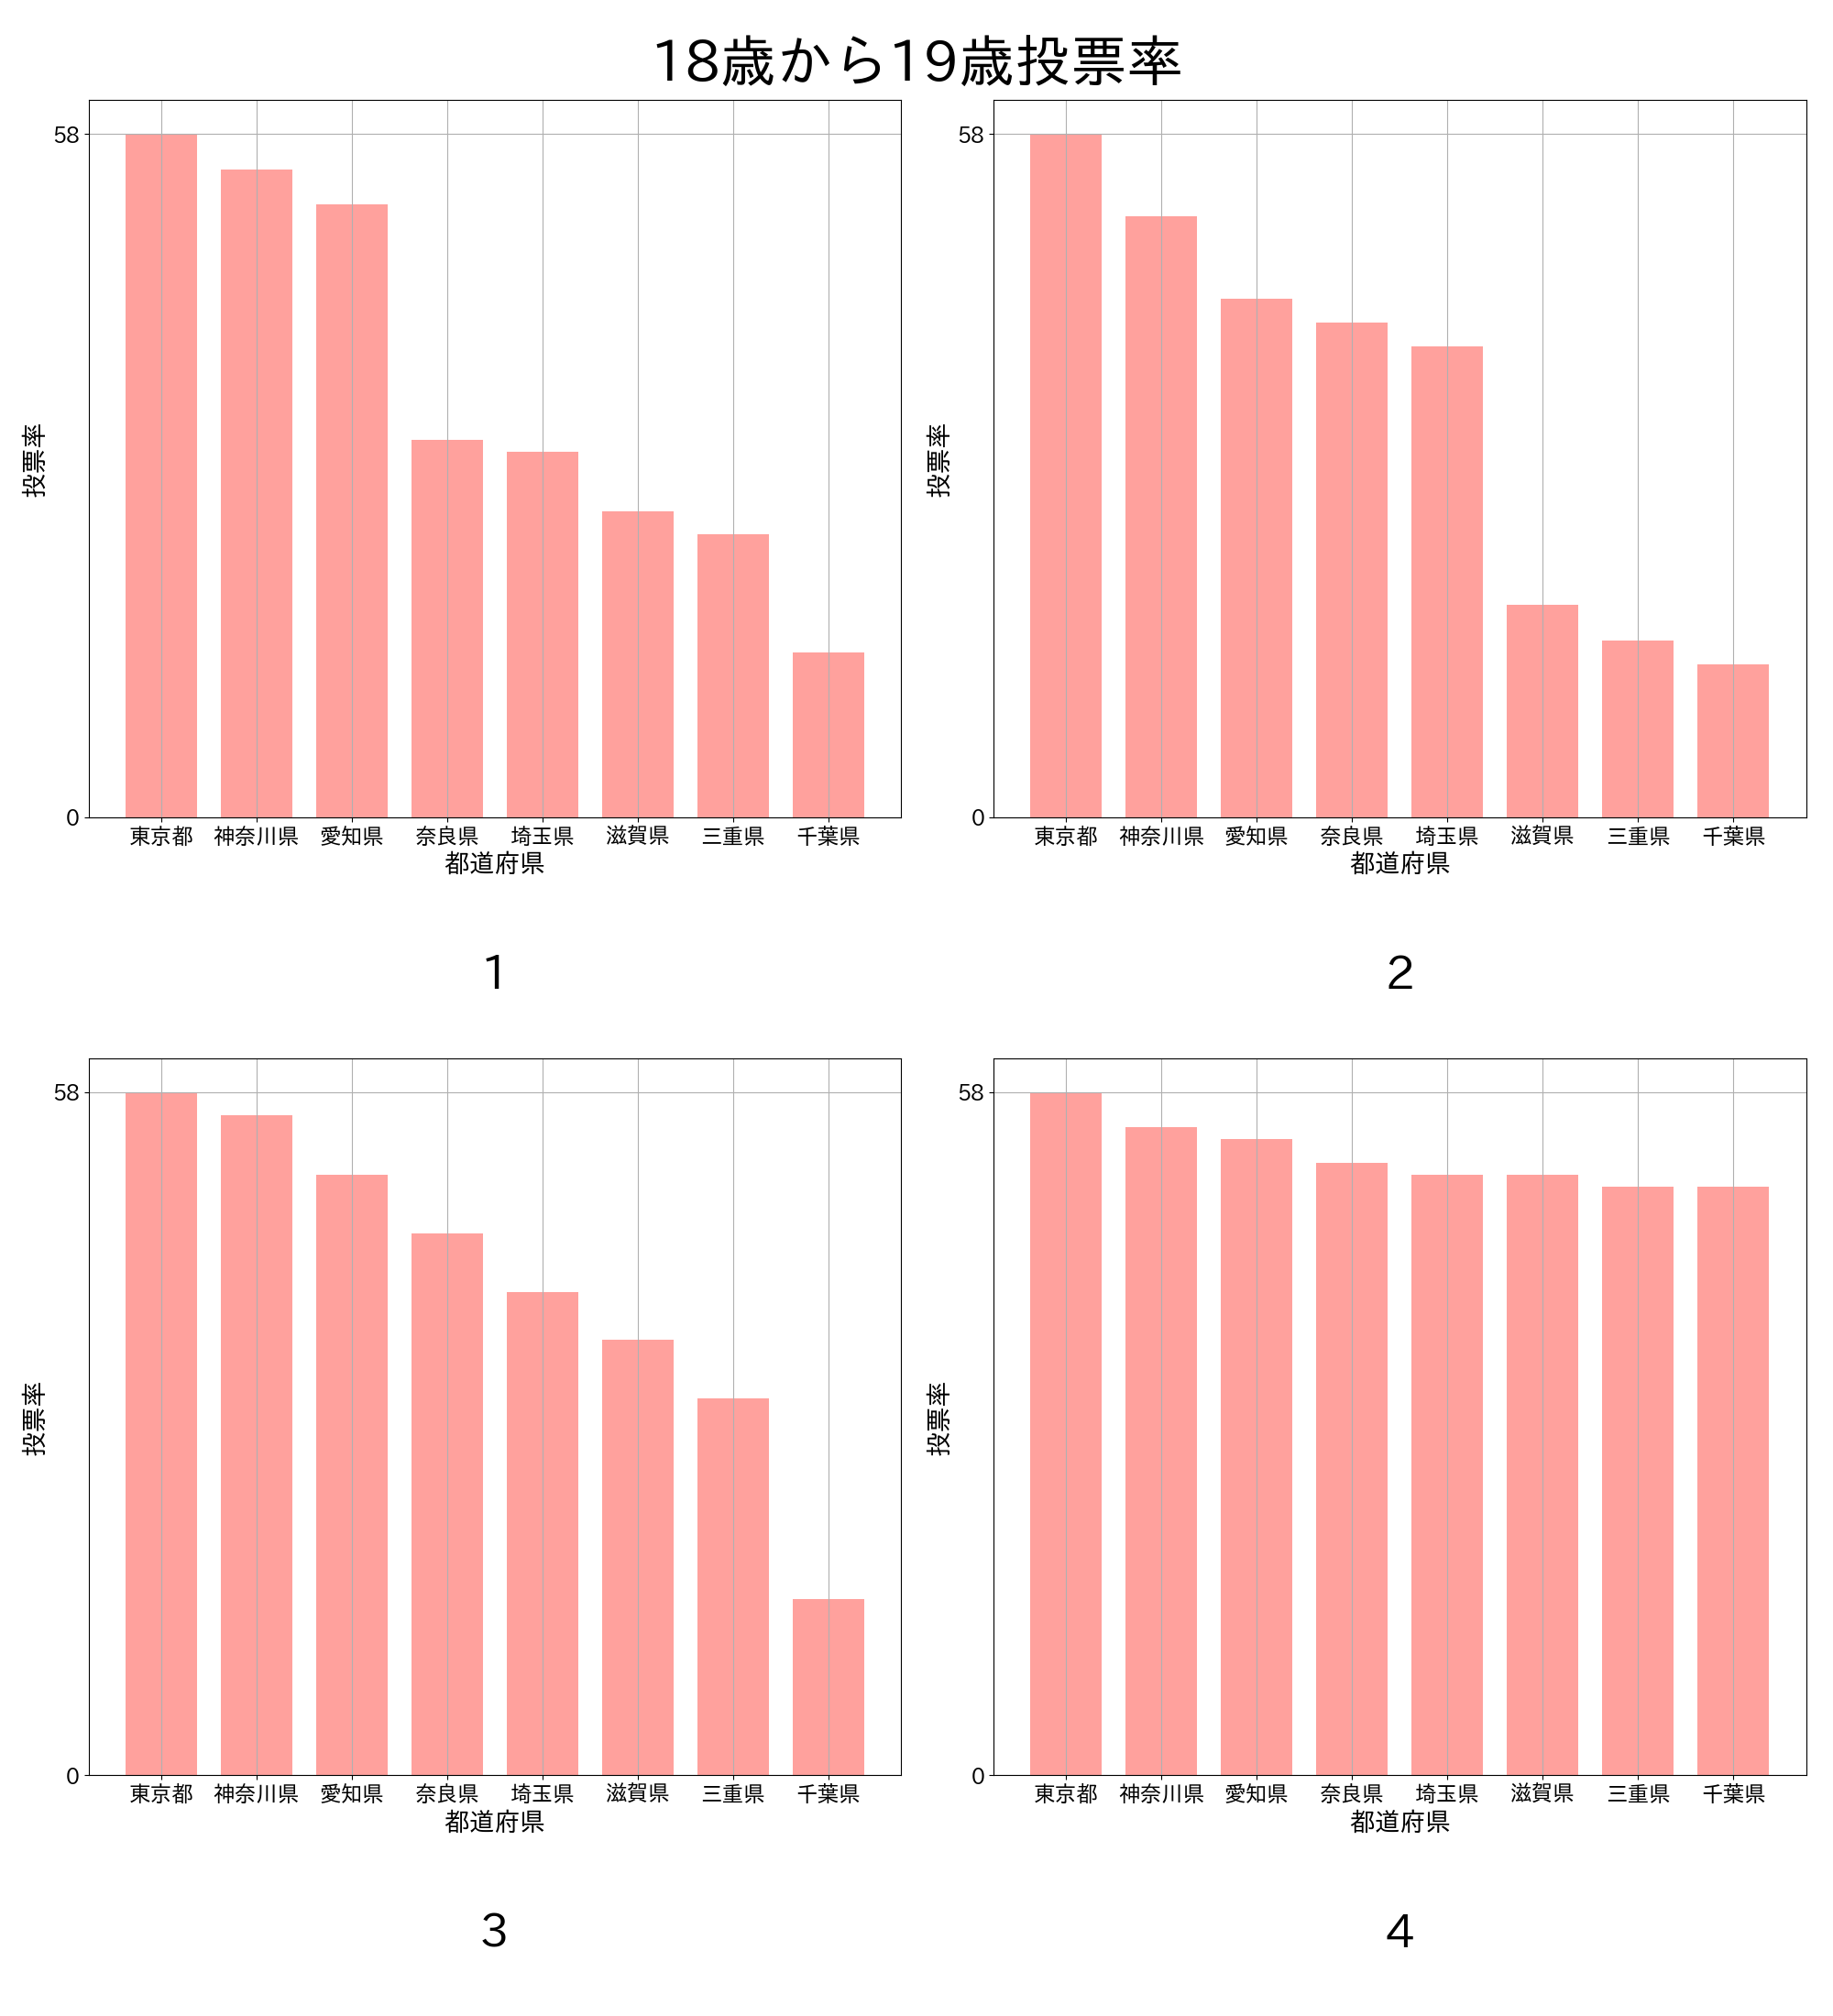 18歳から19歳投票率
58
0
投票率
東京都 神奈川県 愛知県 奈良県 埼玉県 滋賀県 三重県 千葉県
都道府県
1
58
0
投票率
東京都 神奈川県 愛知県 奈良県 埼玉県 滋賀県 三重県 千葉県
都道府県
2
58
0
投票率
東京都 神奈川県 愛知県 奈良県 埼玉県 滋賀県 三重県 千葉県
都道府県
3
58
0
投票率
東京都 神奈川県 愛知県 奈良県 埼玉県 滋賀県 三重県 千葉県
都道府県
4